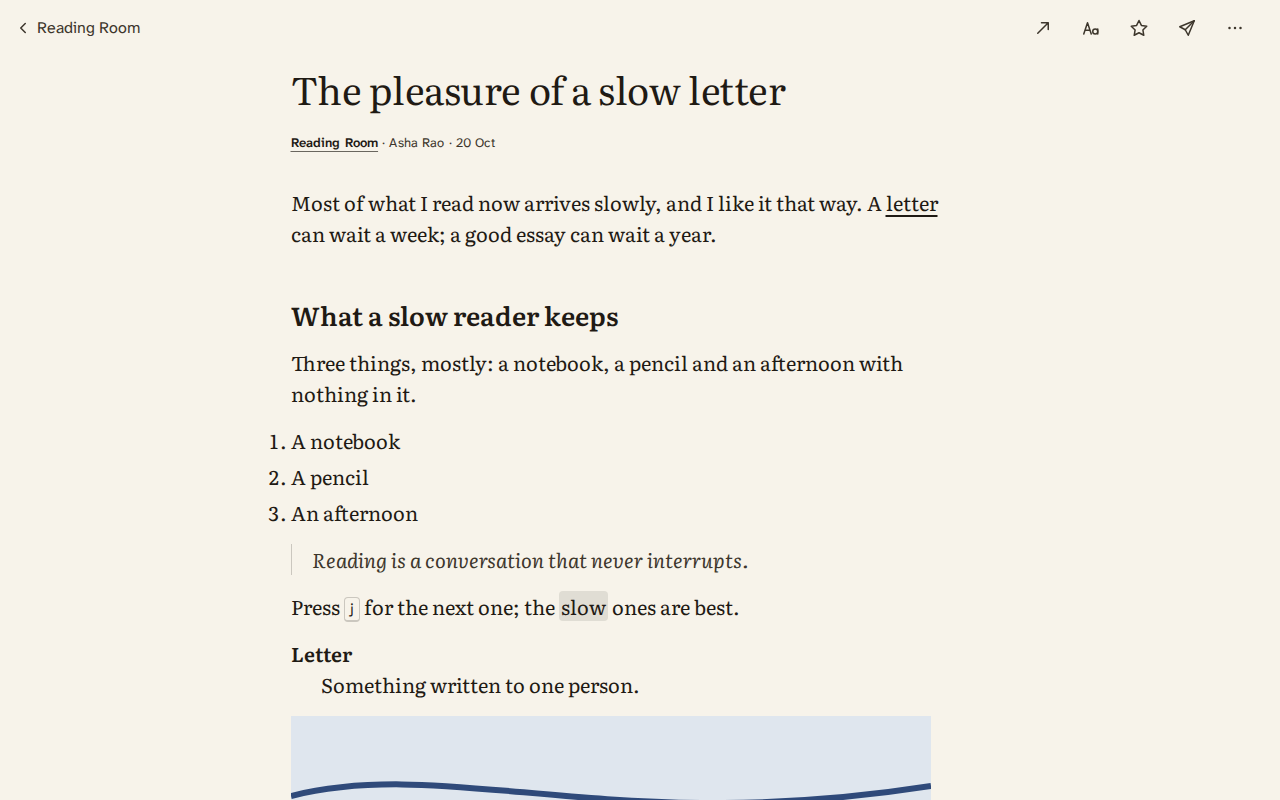 Reading Room
Aa
The pleasure of a slow letter
Reading Room · Asha Rao · 20 Oct
Most of what I read now arrives slowly, and I like it that way. A letter
can wait a week; a good essay can wait a year.
What a slow reader keeps
Three things, mostly: a notebook, a pencil and an afternoon with
nothing in it.
1. A notebook
2. A pencil
3. An afternoon
Reading is a conversation that never interrupts.
Press j for the next one; the slow ones are best.
Letter
Something written to one person.